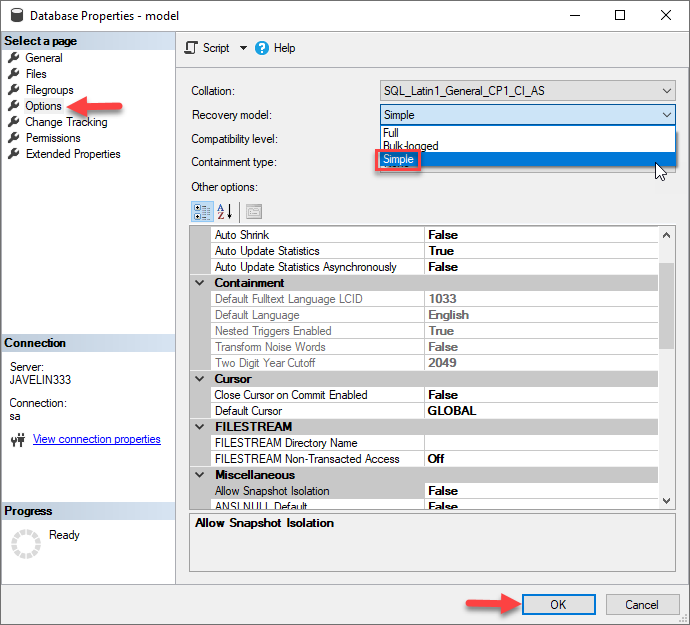 Database Properties - model
Select a page
General
Files
Filegroups
Options
Change Tracking
Permissions
Extended Properties
Connection
Server:
JAVELIN333
Connection:
sa
View connection properties
Progress
Ready
Script
Help
Collation:
SQL_Latin1_General_CP1_CI_AS
Recovery model:
Simple
Full
Bulk-logged
Simple
Compatibility level:
Containment type:
Other options:
Auto Shrink False
Auto Update Statistics True
Auto Update Statistics Asynchronously False
Containment
Default Fulltext Language LCID 1033
Default Language English
Nested Triggers Enabled True
Transform Noise Words False
Two Digit Year Cutoff 2049
Cursor
Close Cursor on Commit Enabled False
Default Cursor GLOBAL
FILESTREAM
FILESTREAM Directory Name
FILESTREAM Non-Transacted Access Off
Miscellaneous
Allow Snapshot Isolation False
ANSI NULL Default False
Allow Snapshot Isolation
OK
Cancel